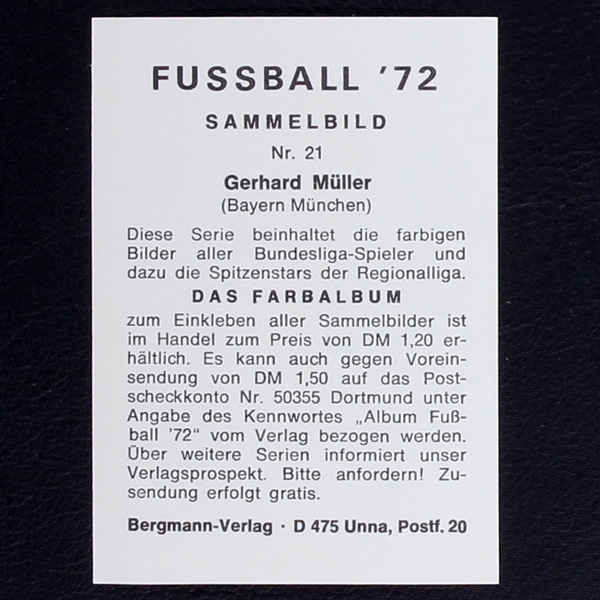 FUSSBALL '72
SAMMELBILD
Nr. 21
Gerhard Müller
(Bayern München)
Diese Serie beinhaltet die farbigen
Bilder aller Bundesliga-Spieler und
dazu die Spitzenstars der Regionalliga.
DAS FARBALBUM
zum Einkleben aller Sammelbilder ist
im Handel zum Preis von DM 1,20 er-
hältlich. Es kann auch gegen Vorein-
sendung von DM 1,50 auf das Post-
scheckkonto Nr. 50355 Dortmund unter
Angabe des Kennwortes „Album Fuß-
ball '72“ vom Verlag bezogen werden.
Über weitere Serien informiert unser
Verlagsprospekt. Bitte anfordern! Zu-
sendung erfolgt gratis.
Bergmann-Verlag · D 475 Unna, Postf. 20